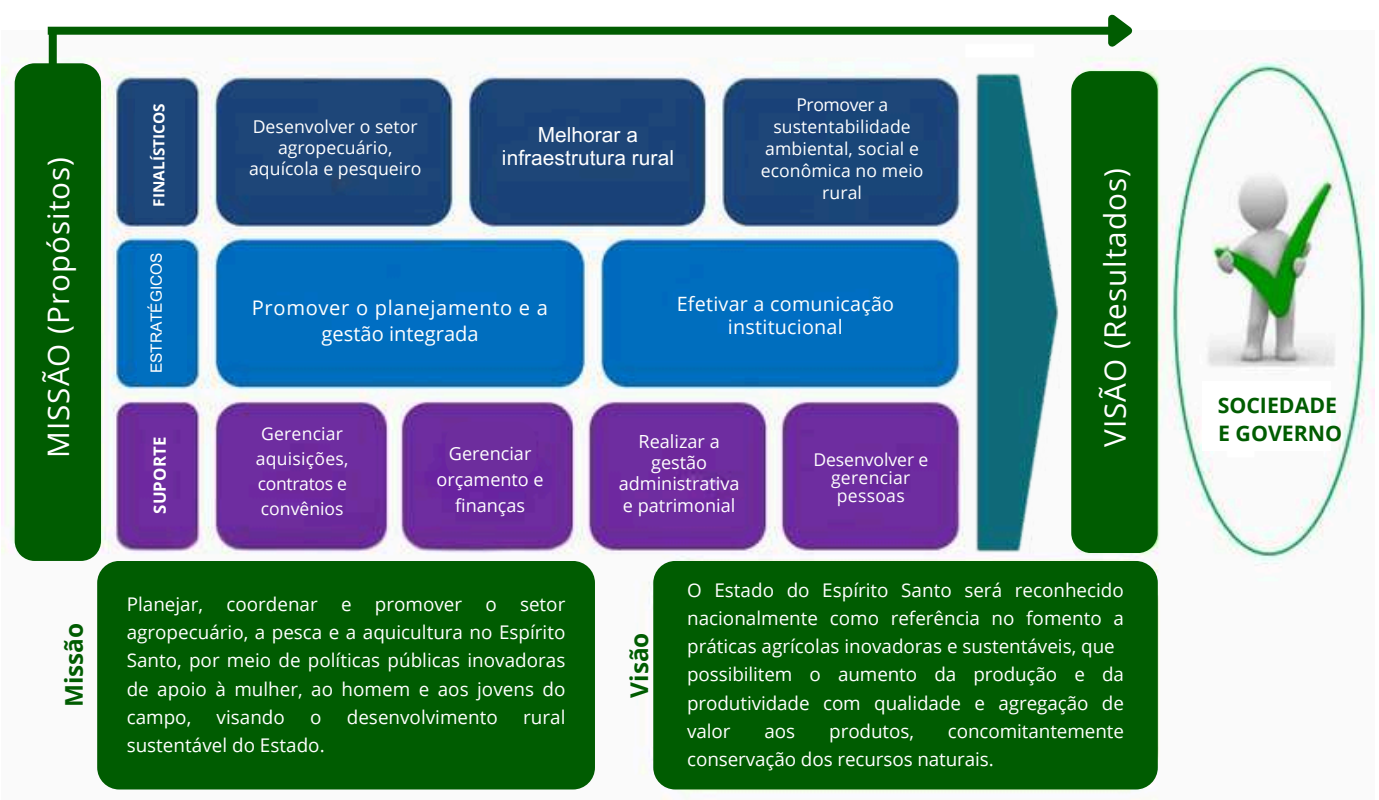 MISSÃO (Propósitos)
FINALÍSTICOS
Desenvolver o setor
agropecuário,
aquícola e pesqueiro
Melhorar a
infraestrutura rural
Promover a
sustentabilidade
ambiental, social e
econômica no meio
rural
ESTRATÉGICOS
Promover o planejamento e a
gestão integrada
Efetivar a comunicação
institucional
SUPORTE
Gerenciar
aquisições,
contratos e
convênios
Gerenciar
orçamento e
finanças
Realizar a
gestão
administrativa
e patrimonial
Desenvolver e
gerenciar
pessoas
VISÃO (Resultados)
SOCIEDADE
E GOVERNO
Missão
Planejar, coordenar e promover o setor
agropecuário, a pesca e a aquicultura no Espírito
Santo, por meio de políticas públicas inovadoras
de apoio à mulher, ao homem e aos jovens do
campo, visando o desenvolvimento rural
sustentável do Estado.
Visão
O Estado do Espírito Santo será reconhecido
nacionalmente como referência no fomento a
práticas agrícolas inovadoras e sustentáveis, que
possibilitem o aumento da produção e da
produtividade com qualidade e agregação de
valor aos produtos, concomitantemente
conservação dos recursos naturais.